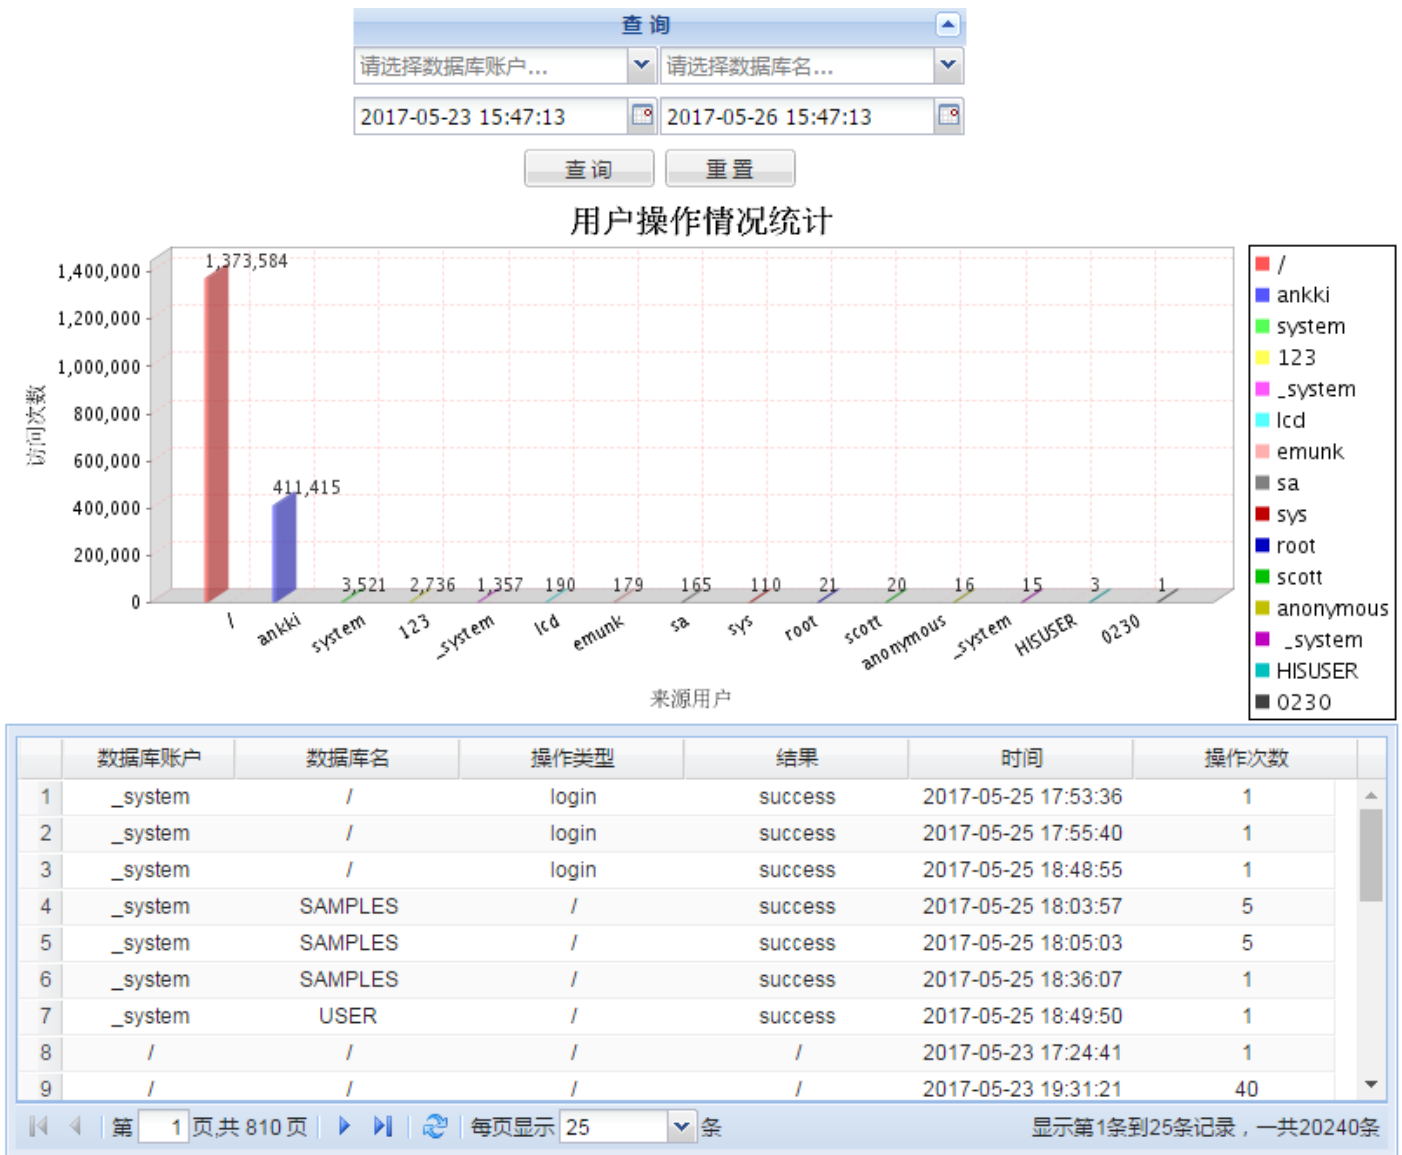 查 询
请选择数据库账户... 请选择数据库名...
2017-05-23 15:47:13 2017-05-26 15:47:13
查 询 重 置
用户操作情况统计
访问次数
1,400,000
1,200,000
1,000,000
800,000
600,000
400,000
200,000
0
1,373,584 411,415 3,521 2,736 1,357 190 179 165 110 21 20 16 15 3 1
/ ankki system 123 _system lcd emunk sa sys root scott anonymous _system HISUSER 0230
来源用户
/
ankki
system
123
_system
lcd
emunk
sa
sys
root
scott
anonymous
_system
HISUSER
0230
数据库账户 数据库名 操作类型 结果 时间 操作次数
1 _system / login success 2017-05-25 17:53:36 1
2 _system / login success 2017-05-25 17:55:40 1
3 _system / login success 2017-05-25 18:48:55 1
4 _system SAMPLES / success 2017-05-25 18:03:57 5
5 _system SAMPLES / success 2017-05-25 18:05:03 5
6 _system SAMPLES / success 2017-05-25 18:36:07 1
7 _system USER / success 2017-05-25 18:49:50 1
8 / / / / 2017-05-23 17:24:41 1
9 / / / / 2017-05-23 19:31:21 40
第 1 页,共 810 页 每页显示 25 条 显示第1条到25条记录，一共20240条